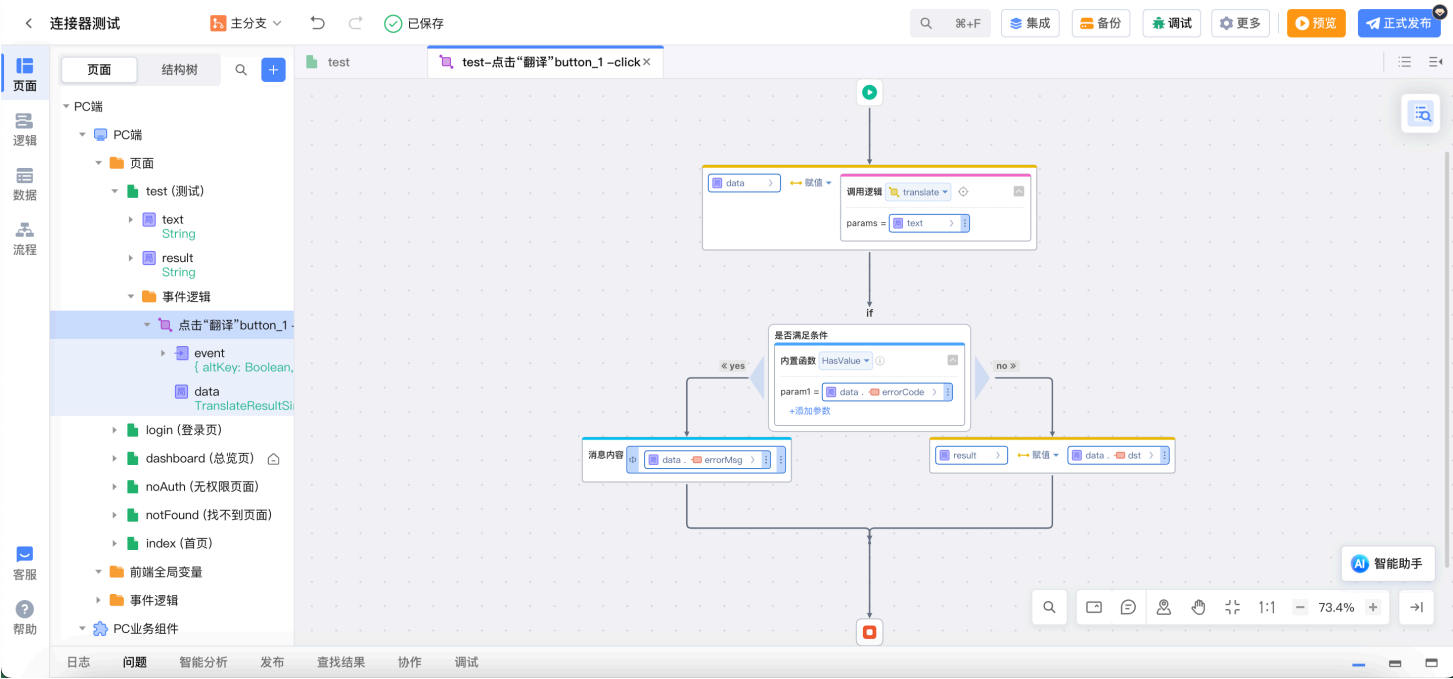 连接器测试
主分支
已保存
⌘+F
集成
备份
调试
更多
预览
正式发布
页面
逻辑
数据
流程
客服
帮助
页面
结构树
PC端
PC端
页面
test (测试)
text
String
result
String
事件逻辑
点击“翻译”button_1 -
event
{ altKey: Boolean,
data
TranslateResultSi
login (登录页)
dashboard (总览页)
noAuth (无权限页面)
notFound (找不到页面)
index (首页)
前端全局变量
事件逻辑
PC业务组件
test
test-点击“翻译”button_1 -click
局 data
赋值
调用逻辑 translate
params = 局 text
if
是否满足条件
内置函数 HasValue
param1 = 局 data . errorCode
+添加参数
« yes
no »
消息内容 中 局 data . errorMsg
局 result 赋值 局 data . dst
AI 智能助手
1:1
73.4%
日志
问题
智能分析
发布
查找结果
协作
调试